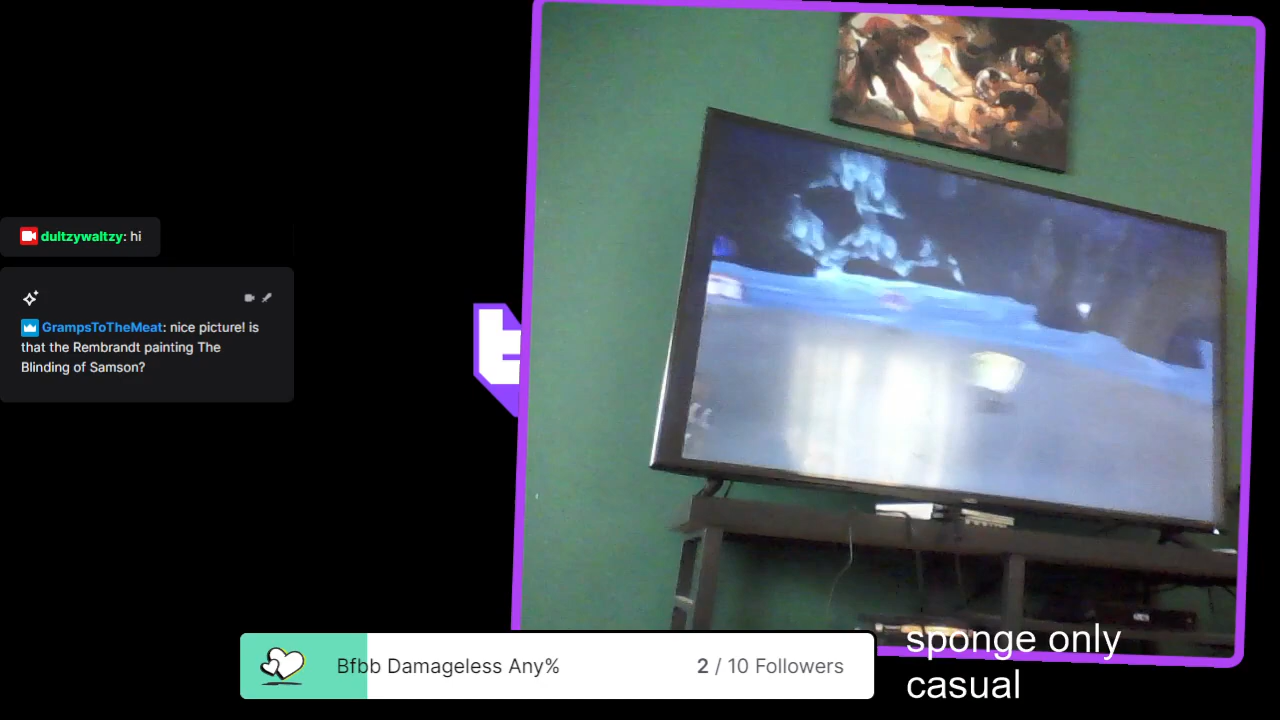 dultzywaltzy: hi
GrampsToTheMeat: nice picture! is
that the Rembrandt painting The
Blinding of Samson?
Bfbb Damageless Any% 2 / 10 Followers
sponge only
casual